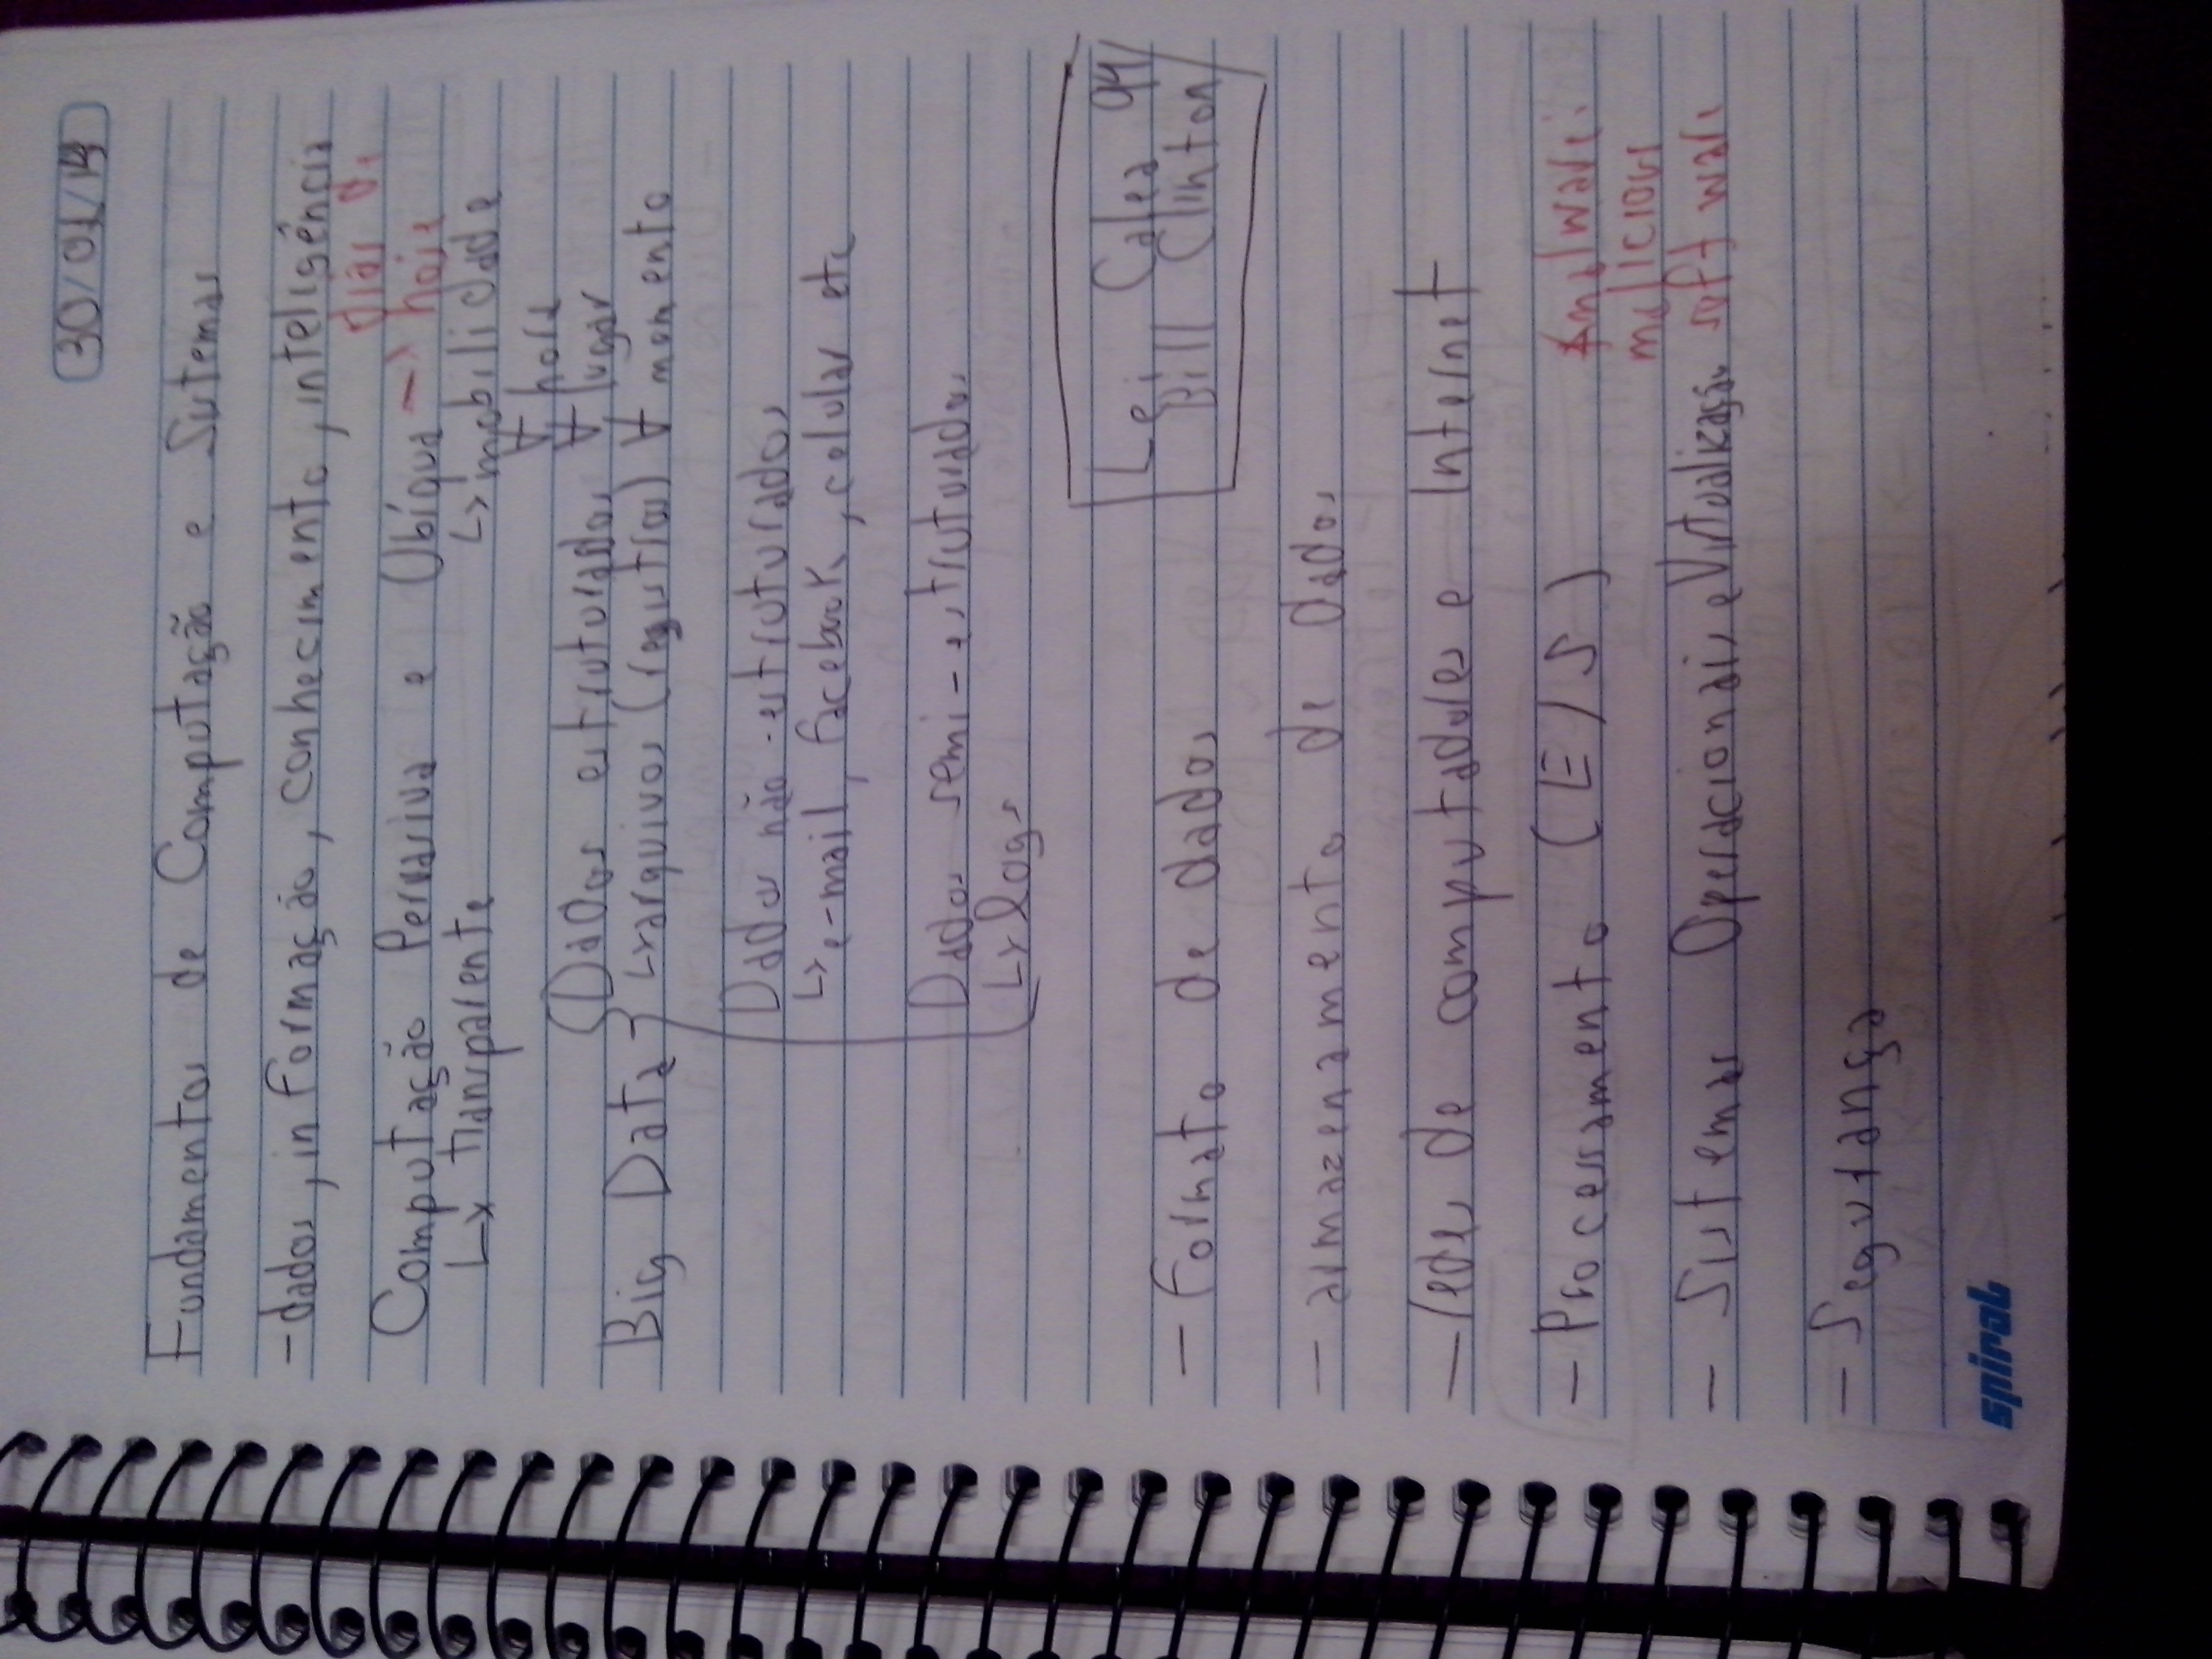 30/01/14
Fundamentos de Computação e Sistemas
-dados, informação, conhecimento, inteligência
dias de
Computação Pervasiva e Ubíqua → hoje
↳ transparente ↳ mobilidade
∀ hora
Dados estruturados ∀ lugar
Big Data ↳ arquivos (registros) ∀ momento
Dados não-estruturados
↳ e-mail, facebook, celular etc
Dados semi-estruturados
↳ logs
Lei Calea 94
- Formato de dados Bill Clinton
- armazenamento de dados
- redes de computadores e Internet
- Processamento (E/S) *malware:
malicious
- Sistemas Operacionais e Virtualização software
- Segurança
spiral